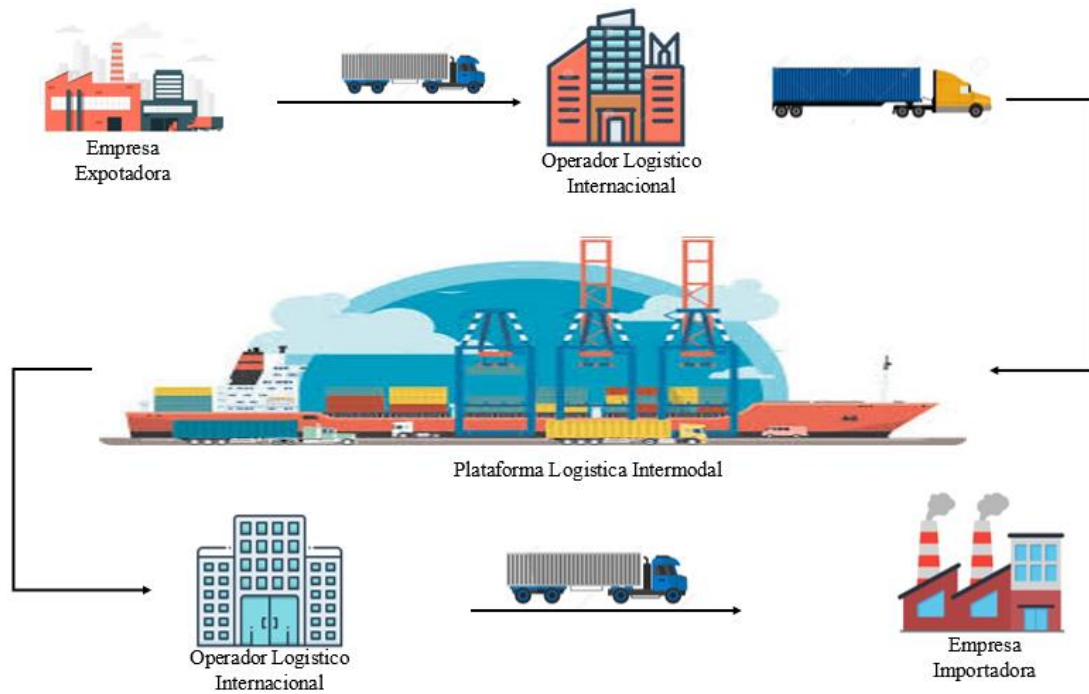 Empresa
Expotadora
Operador Logistico
Internacional
Plataforma Logistica Intermodal
Operador Logistico
Internacional
Empresa
Importadora